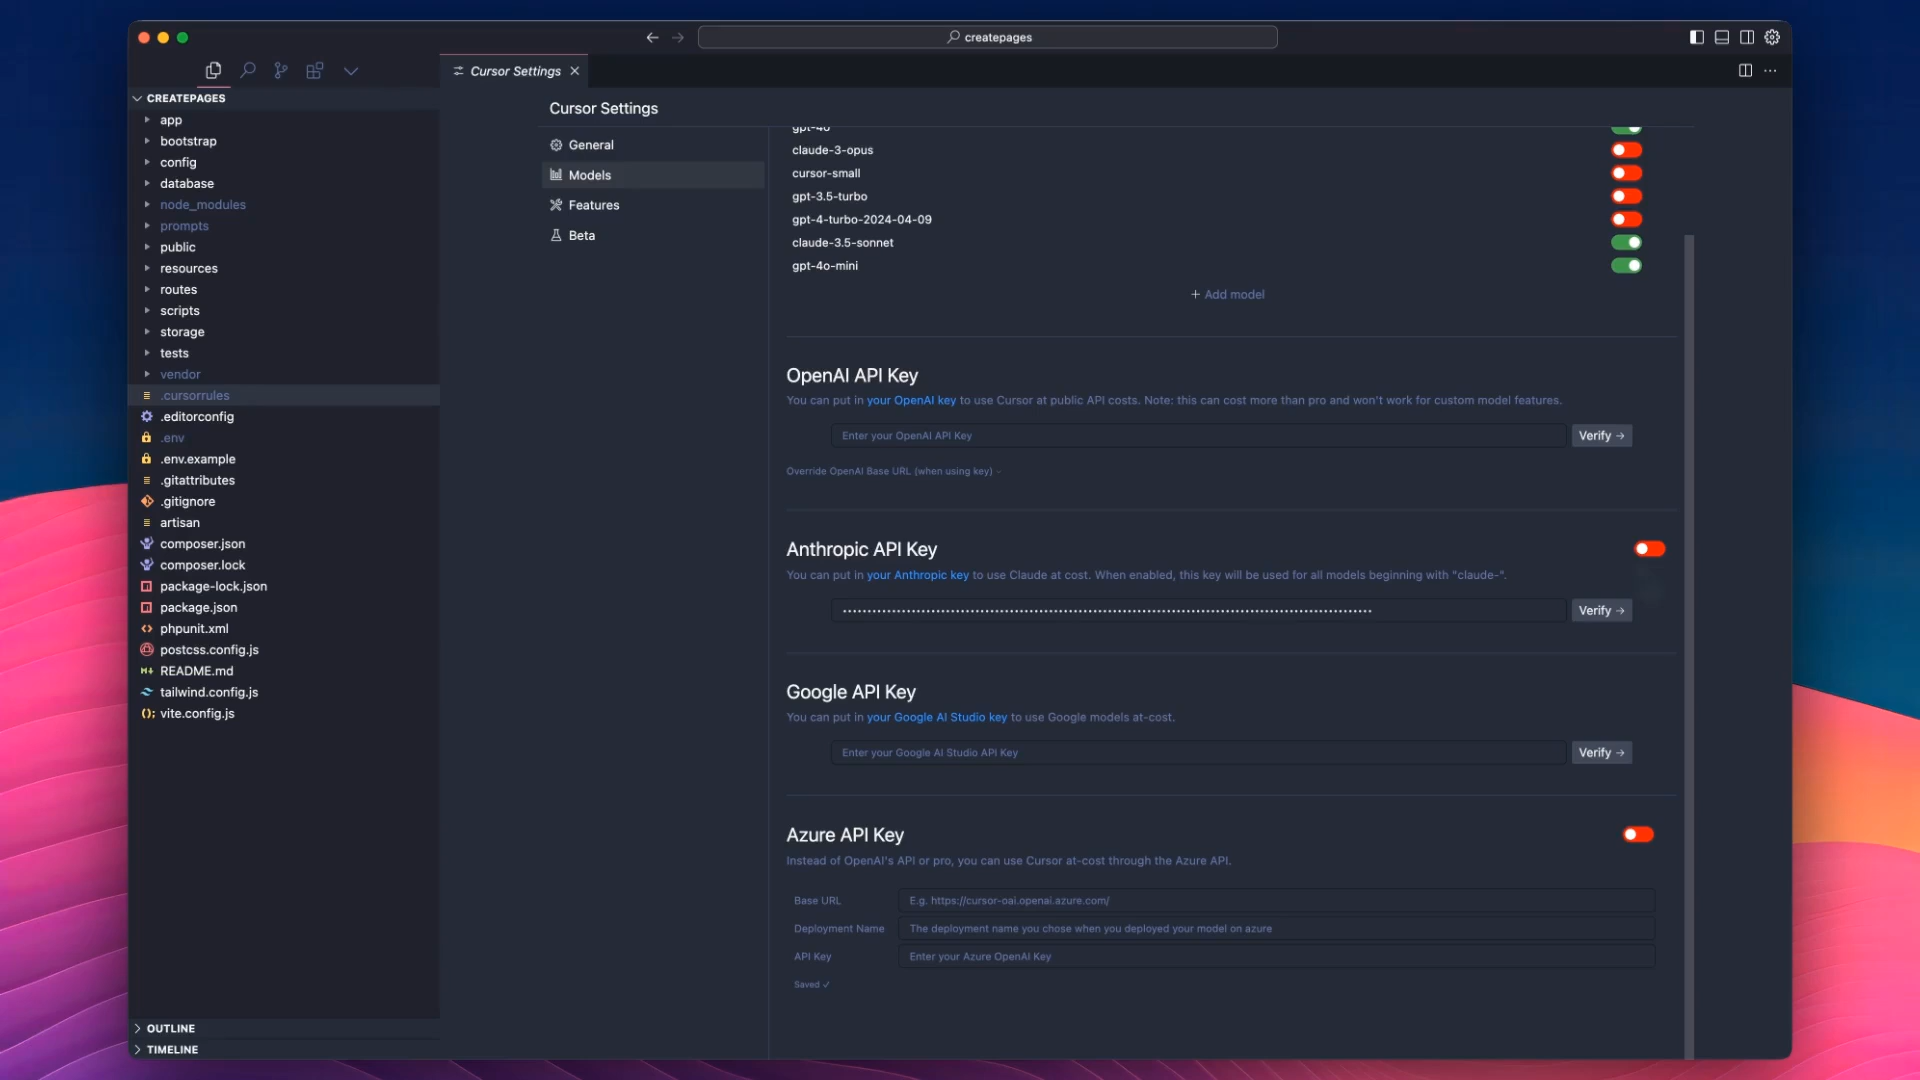 createpages
Cursor Settings
CREATEPAGES
app
bootstrap
config
database
node_modules
prompts
public
resources
routes
scripts
storage
tests
vendor
.cursorrules
.editorconfig
.env
.env.example
.gitattributes
.gitignore
artisan
composer.json
composer.lock
package-lock.json
package.json
phpunit.xml
postcss.config.js
README.md
tailwind.config.js
vite.config.js
OUTLINE
TIMELINE
Cursor Settings
General
Models
Features
Beta
gpt-4o
claude-3-opus
cursor-small
gpt-3.5-turbo
gpt-4-turbo-2024-04-09
claude-3.5-sonnet
gpt-4o-mini
+ Add model
OpenAI API Key
You can put in your OpenAI key to use Cursor at public API costs. Note: this can cost more than pro and won't work for custom model features.
Enter your OpenAI API Key
Verify →
Override OpenAI Base URL (when using key)
Anthropic API Key
You can put in your Anthropic key to use Claude at cost. When enabled, this key will be used for all models beginning with "claude-".
Verify →
Google API Key
You can put in your Google AI Studio key to use Google models at-cost.
Enter your Google AI Studio API Key
Verify →
Azure API Key
Instead of OpenAI's API or pro, you can use Cursor at-cost through the Azure API.
Base URL
E.g. https://cursor-oai.openai.azure.com/
Deployment Name
The deployment name you chose when you deployed your model on azure
API Key
Enter your Azure OpenAI Key
Saved ✓